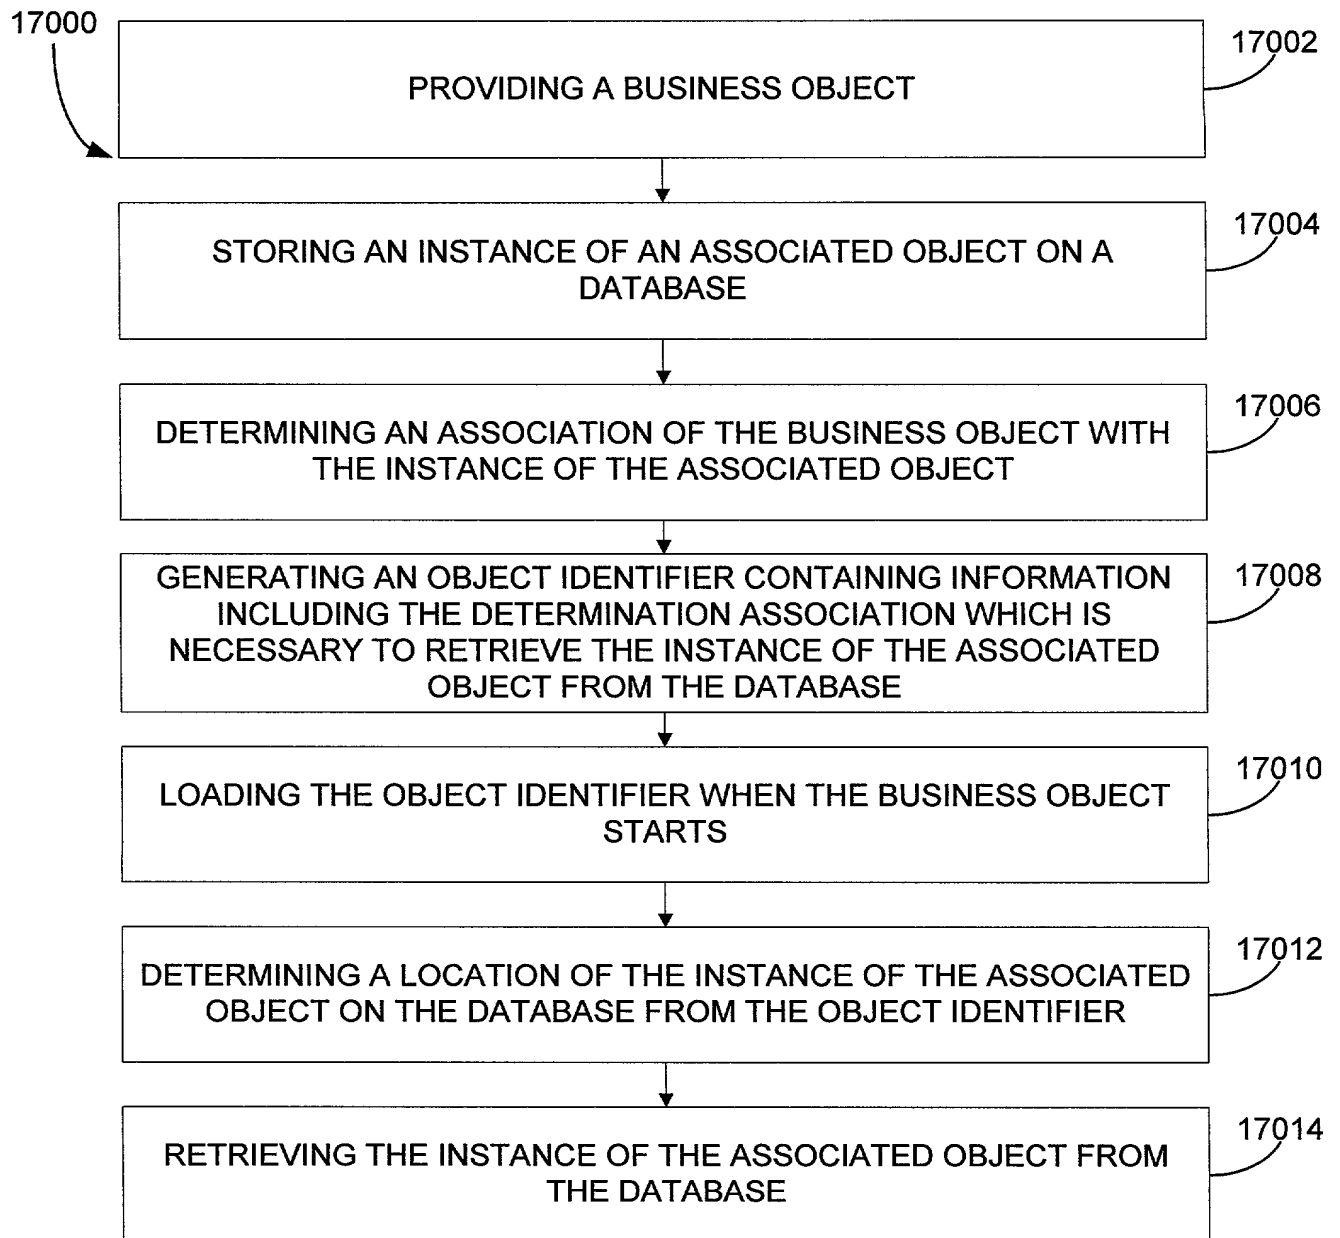 17000
17002
PROVIDING A BUSINESS OBJECT
17004
STORING AN INSTANCE OF AN ASSOCIATED OBJECT ON A
DATABASE
17006
DETERMINING AN ASSOCIATION OF THE BUSINESS OBJECT WITH
THE INSTANCE OF THE ASSOCIATED OBJECT
17008
GENERATING AN OBJECT IDENTIFIER CONTAINING INFORMATION
INCLUDING THE DETERMINATION ASSOCIATION WHICH IS
NECESSARY TO RETRIEVE THE INSTANCE OF THE ASSOCIATED
OBJECT FROM THE DATABASE
17010
LOADING THE OBJECT IDENTIFIER WHEN THE BUSINESS OBJECT
STARTS
17012
DETERMINING A LOCATION OF THE INSTANCE OF THE ASSOCIATED
OBJECT ON THE DATABASE FROM THE OBJECT IDENTIFIER
17014
RETRIEVING THE INSTANCE OF THE ASSOCIATED OBJECT FROM
THE DATABASE